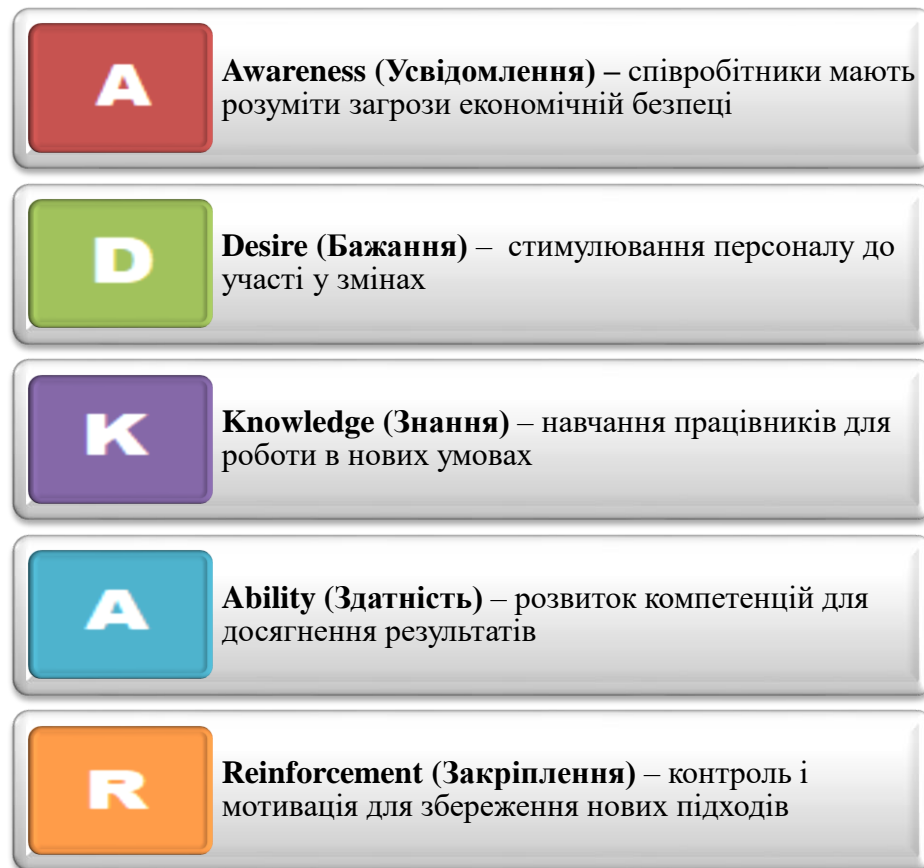 A
Awareness (Усвідомлення) – співробітники мають
розуміти загрози економічній безпеці
D
Desire (Бажання) – стимулювання персоналу до
участі у змінах
K
Knowledge (Знання) – навчання працівників для
роботи в нових умовах
A
Ability (Здатність) – розвиток компетенцій для
досягнення результатів
R
Reinforcement (Закріплення) – контроль і
мотивація для збереження нових підходів